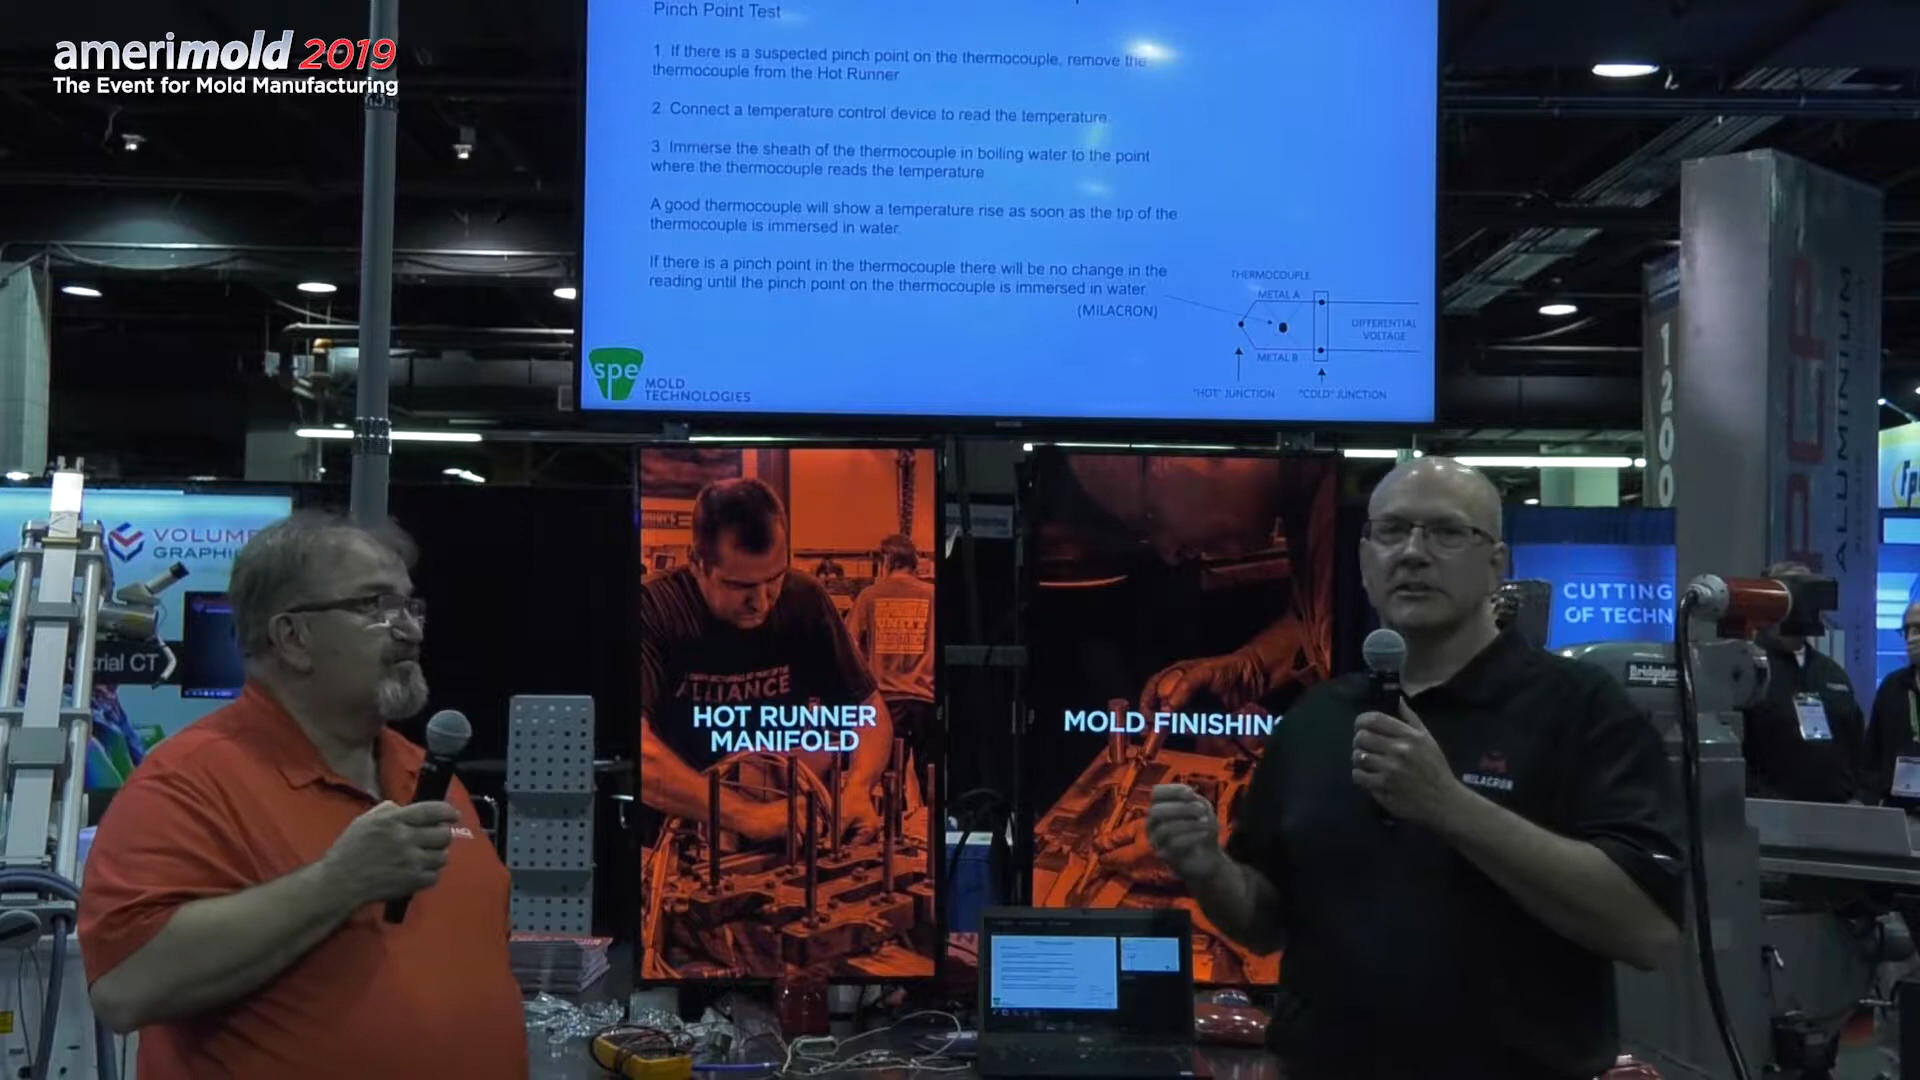 amerimold 2019
The Event for Mold Manufacturing
Pinch Point Test
1. If there is a suspected pinch point on the thermocouple, remove the
thermocouple from the Hot Runner
2 Connect a temperature control device to read the temperature
3 Immerse the sheath of the thermocouple in boiling water to the point
where the thermocouple reads the temperature
A good thermocouple will show a temperature rise as soon as the tip of the
thermocouple is immersed in water.
If there is a pinch point in the thermocouple there will be no change in the
reading until the pinch point on the thermocouple is immersed in water
(MILACRON)
THERMOCOUPLE
METAL A
DIFFERENTIAL
VOLTAGE
METAL B
"HOT" JUNCTION
"COLD" JUNCTION
spe
MOLD
TECHNOLOGIES
1200
ALUMINUM
VOLUME
GRAPHI
trial CT
ALLIANCE
HOT RUNNER
MANIFOLD
MOLD FINISHIN
CUTTING
OF TECHN
MILACRON